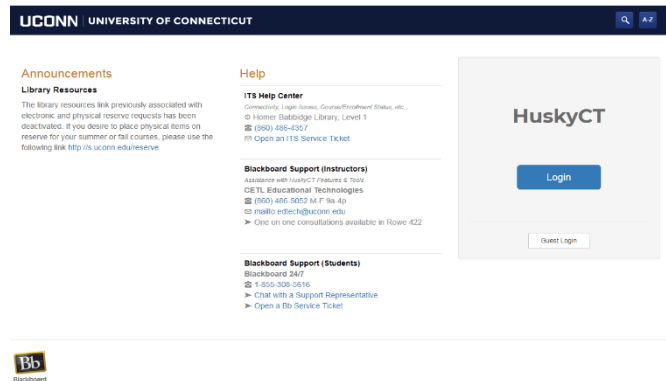 UCONN | UNIVERSITY OF CONNECTICUT
A-Z
Announcements
Library Resources
The library resources link previously associated with
electronic and physical reserve requests has been
deactivated. If you desire to place physical items on
reserve for your summer or fall courses, please use the
following link http://s.uconn.edu/reserve
Help
ITS Help Center
Connectivity, Login Issues, Course/Enrollment Status, etc...
Homer Babbidge Library, Level 1
(860) 486-4357
Open an ITS Service Ticket
Blackboard Support (Instructors)
Assistance with HuskyCT Features & Tools
CETL Educational Technologies
(860) 486-5052 M-F 9a-4p
mailto:edtech@uconn.edu
➤ One on one consultations available in Rowe 422
Blackboard Support (Students)
Blackboard 24/7
1-855-308-5616
➤ Chat with a Support Representative
➤ Open a Bb Service Ticket
HuskyCT
Login
Guest Login
Bb
Blackboard